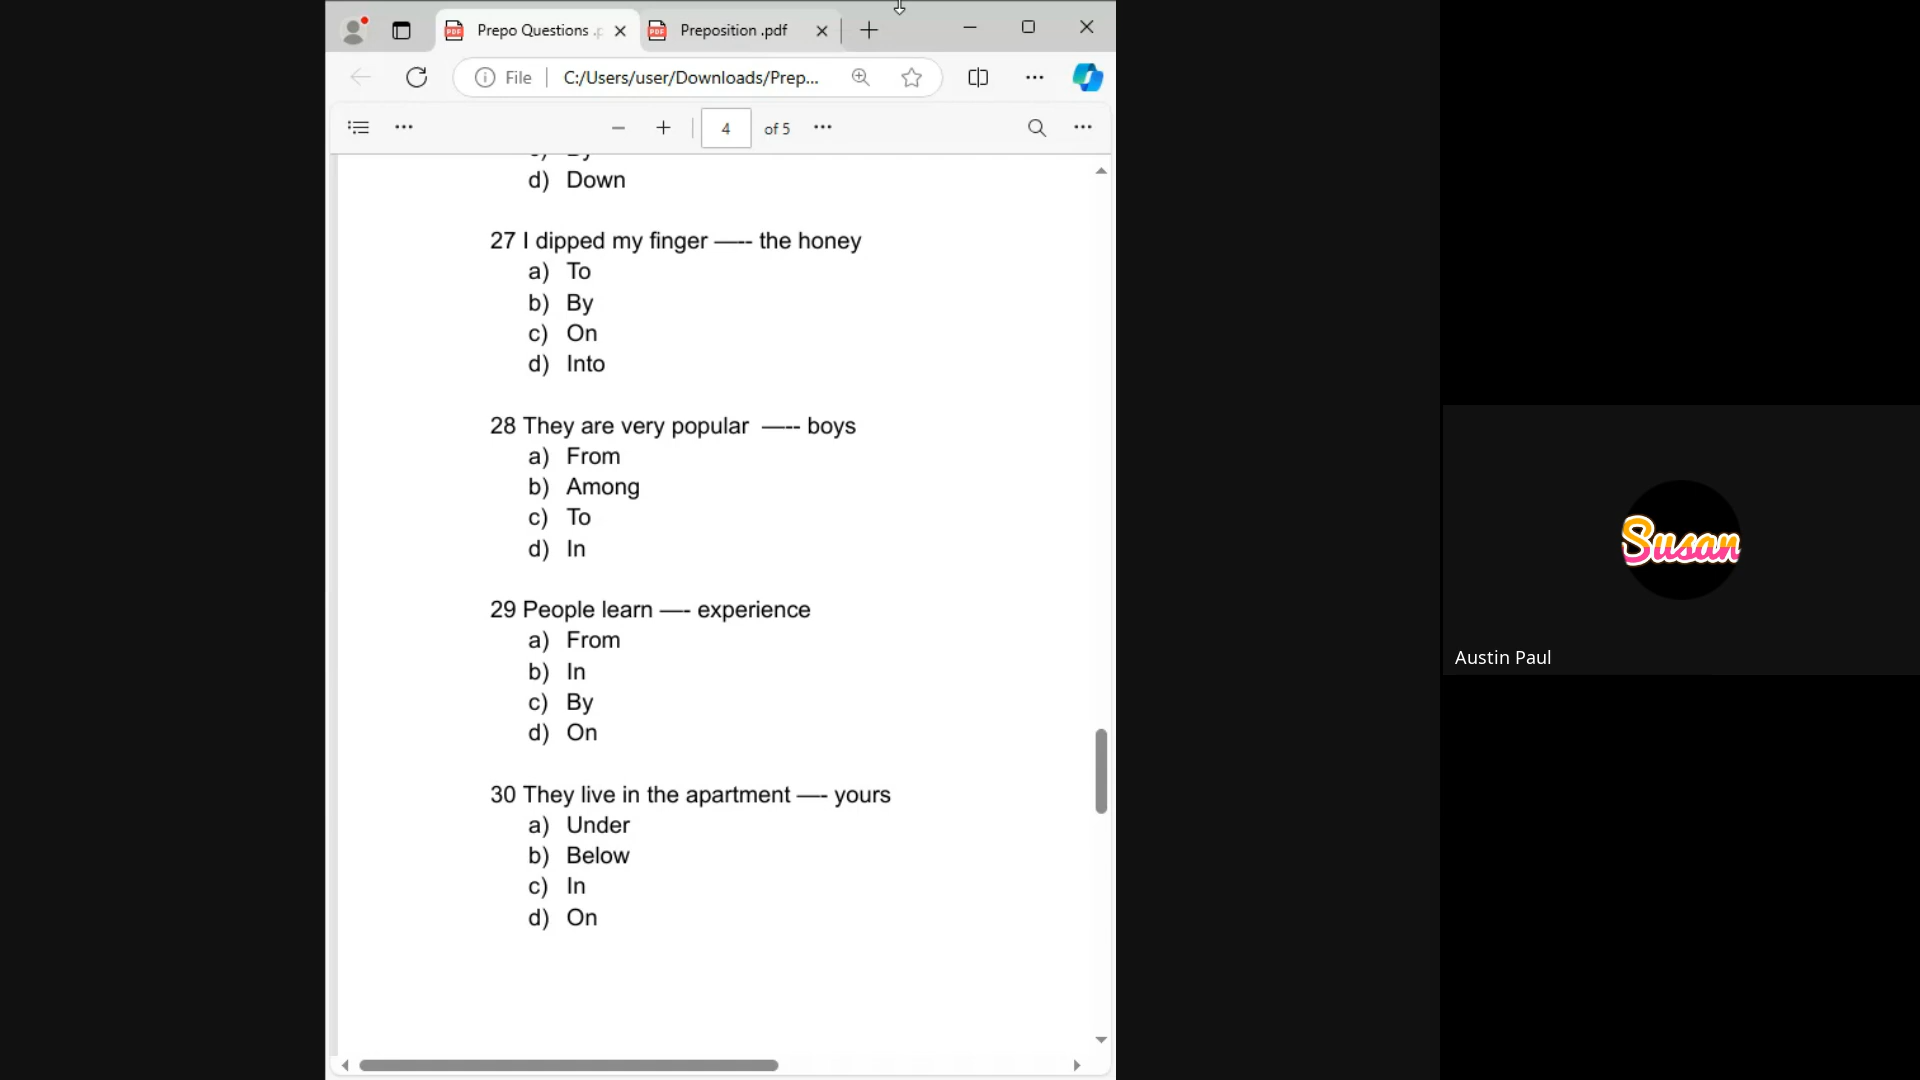 Prepo Questions .p
Preposition .pdf
File
C:/Users/user/Downloads/Prep...
4 of 5
d) Down
27 I dipped my finger —-- the honey
a) To
b) By
c) On
d) Into
28 They are very popular —-- boys
a) From
b) Among
c) To
d) In
29 People learn —- experience
a) From
b) In
c) By
d) On
30 They live in the apartment —- yours
a) Under
b) Below
c) In
d) On
Susan
Austin Paul